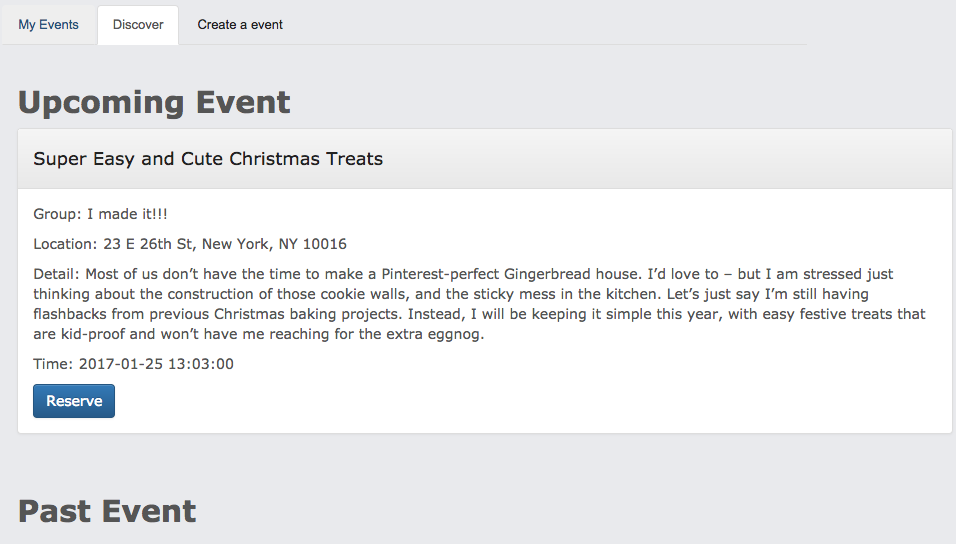 My Events Discover Create a event
Upcoming Event
Super Easy and Cute Christmas Treats
Group: I made it!!!
Location: 23 E 26th St, New York, NY 10016
Detail: Most of us don’t have the time to make a Pinterest-perfect Gingerbread house. I’d love to – but I am stressed just
thinking about the construction of those cookie walls, and the sticky mess in the kitchen. Let’s just say I’m still having
flashbacks from previous Christmas baking projects. Instead, I will be keeping it simple this year, with easy festive treats that
are kid-proof and won’t have me reaching for the extra eggnog.
Time: 2017-01-25 13:03:00
Reserve
Past Event